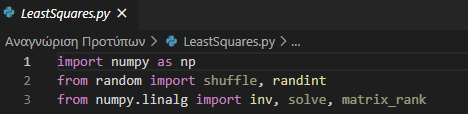 LeastSquares.py ×
Αναγνώριση Προτύπων > LeastSquares.py > ...
1 import numpy as np
2 from random import shuffle, randint
3 from numpy.linalg import inv, solve, matrix_rank